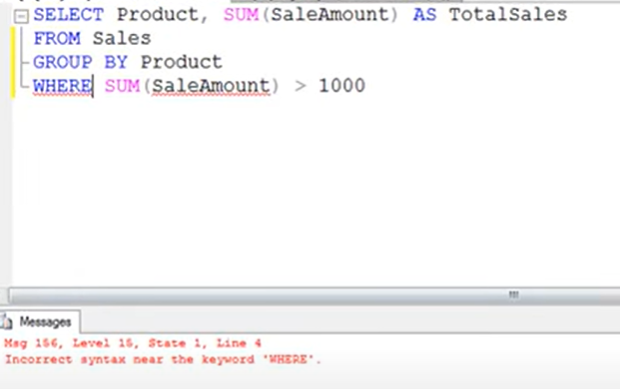 SELECT Product, SUM(SaleAmount) AS TotalSales
FROM Sales
GROUP BY Product
WHERE SUM(SaleAmount) > 1000
Messages
Msg 156, Level 15, State 1, Line 4
Incorrect syntax near the keyword 'WHERE'.